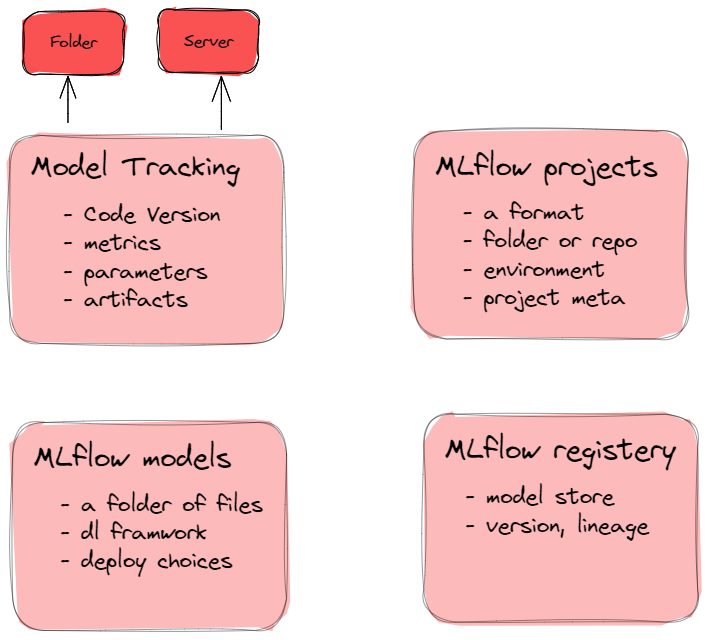 Folder
Server
Model Tracking
- Code Version
- metrics
- parameters
- artifacts
MLflow projects
- a format
- folder or repo
- environment
- project meta
MLflow models
- a folder of files
- dl framwork
- deploy choices
MLflow registery
- model store
- version, lineage